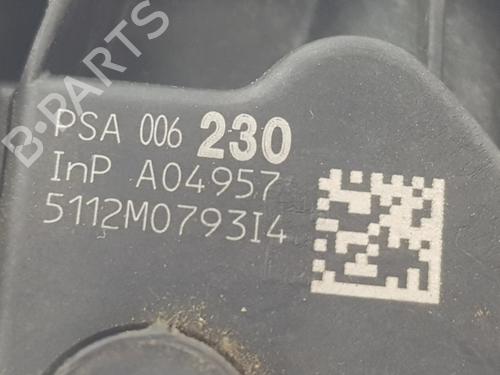 B-PARTS
PSA 006 230
InP A04957
5112M0793I4